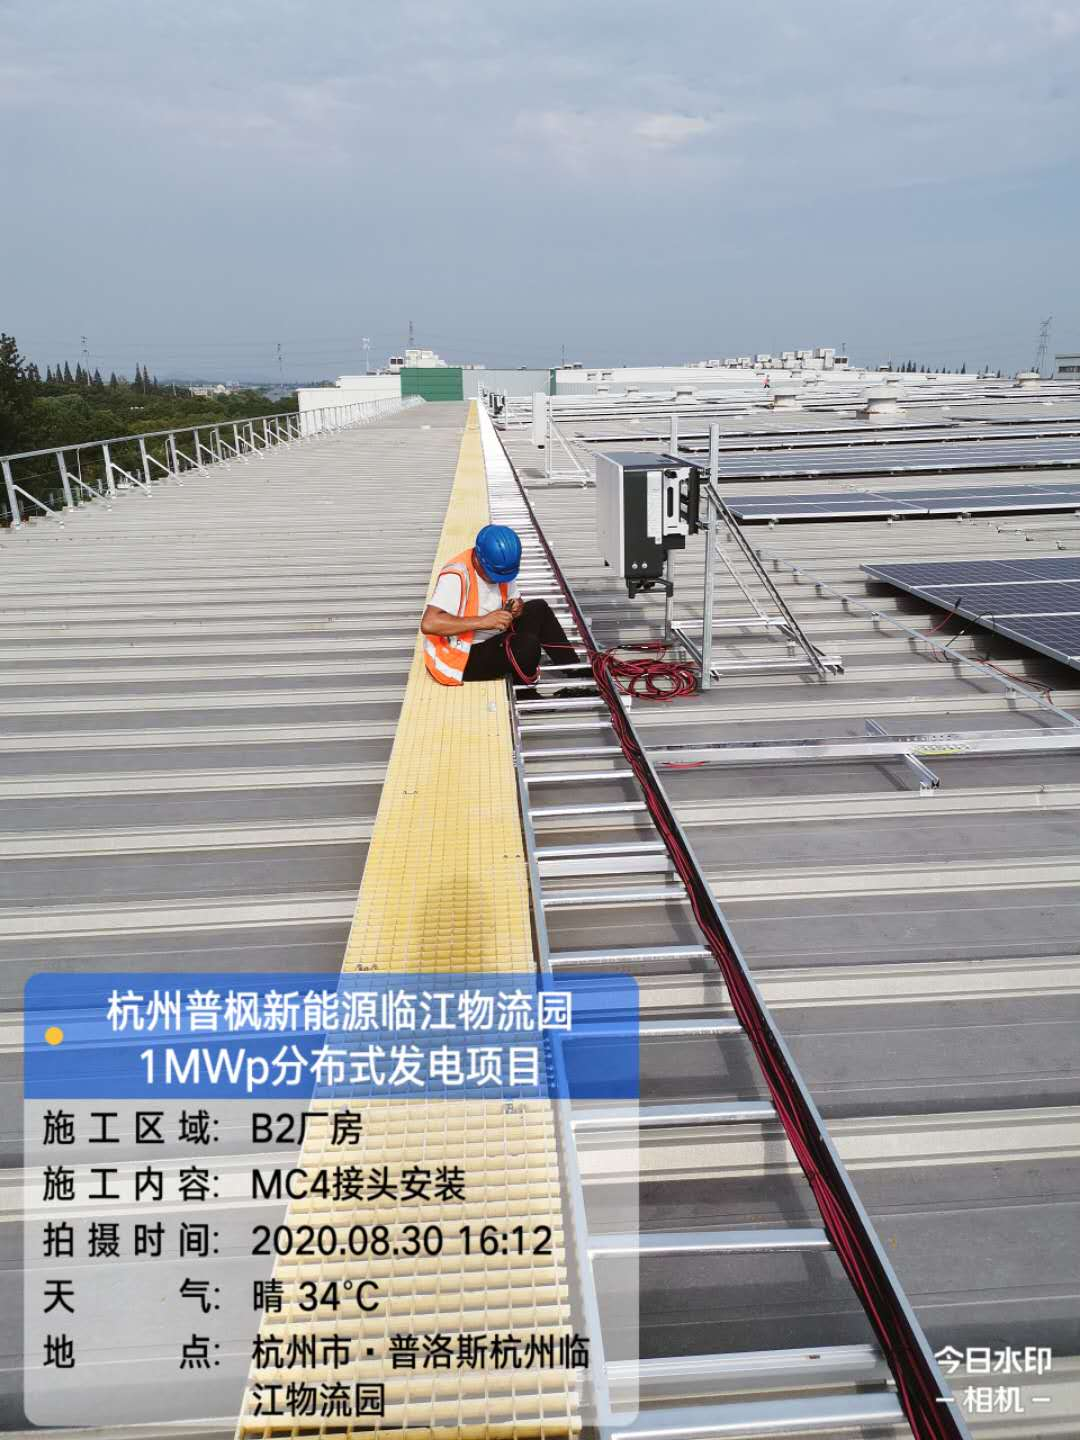 杭州普枫新能源临江物流园
1MWp分布式发电项目
施工区域: B2厂房
施工内容: MC4接头安装
拍摄时间: 2020.08.30 16:12
天气: 晴 34°C
地点: 杭州市·普洛斯杭州临
江物流园
今日水印
-相机-